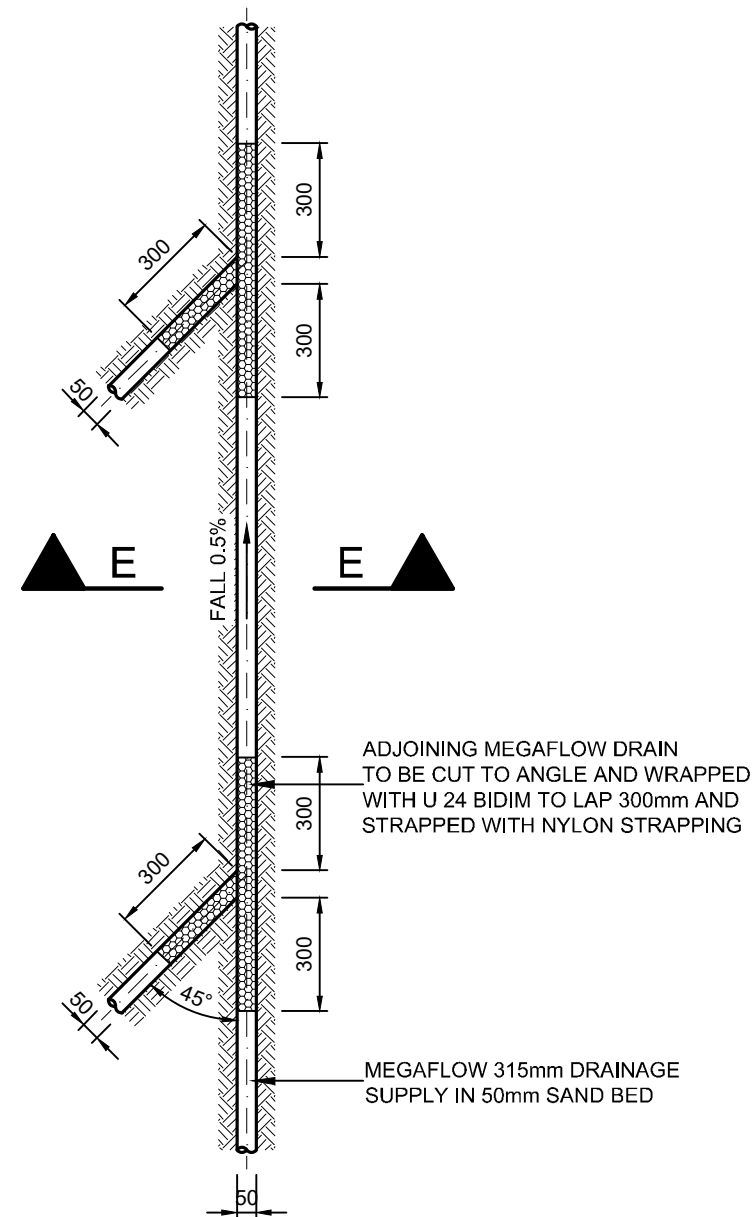 300
300
300
50
E
E
FALL 0.5%
ADJOINING MEGAFLOW DRAIN
TO BE CUT TO ANGLE AND WRAPPED
WITH U 24 BIDIM TO LAP 300mm AND
STRAPPED WITH NYLON STRAPPING
300
300
300
50
45°
MEGAFLOW 315mm DRAINAGE
SUPPLY IN 50mm SAND BED
50